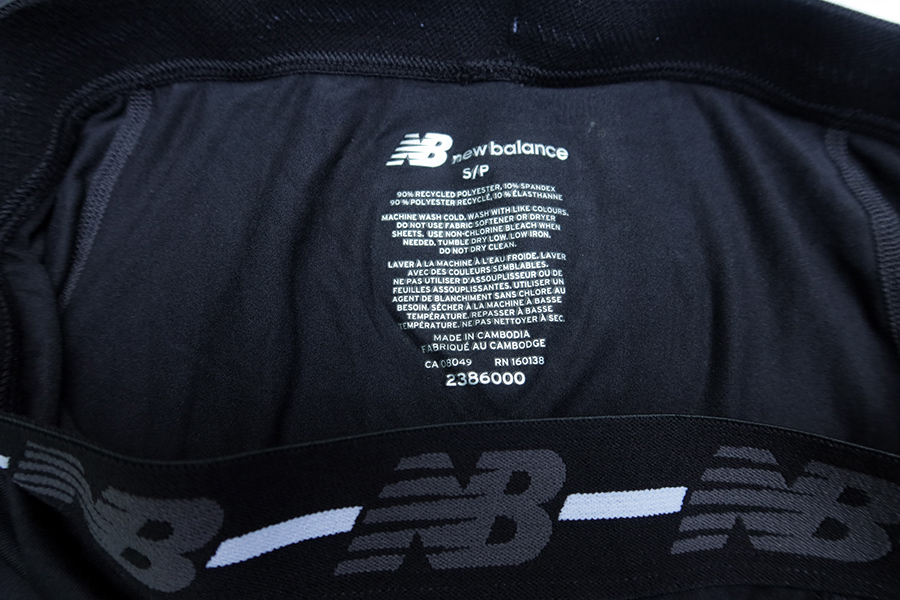 NB new balance
S/P
90% RECYCLED POLYESTER, 10% SPANDEX
90 % POLYESTER RECYCLÉ, 10 % ÉLASTHANNE
MACHINE WASH COLD. WASH WITH LIKE COLOURS.
DO NOT USE FABRIC SOFTENER OR DRYER
SHEETS. USE NON-CHLORINE BLEACH WHEN
NEEDED. TUMBLE DRY LOW. LOW IRON.
DO NOT DRY CLEAN.
LAVER À LA MACHINE À L'EAU FROIDE. LAVER
AVEC DES COULEURS SEMBLABLES.
NE PAS UTILISER D'ASSOUPLISSEUR OU DE
FEUILLES ASSOUPLISSANTES. UTILISER UN
AGENT DE BLANCHIMENT SANS CHLORE AU
BESOIN. SÉCHER À LA MACHINE À BASSE
TEMPÉRATURE. REPASSER À BASSE
TEMPÉRATURE. NE PAS NETTOYER À SEC.
MADE IN CAMBODIA
FABRIQUÉ AU CAMBODGE
CA 08049 RN 160138
2386000
NB NB NB